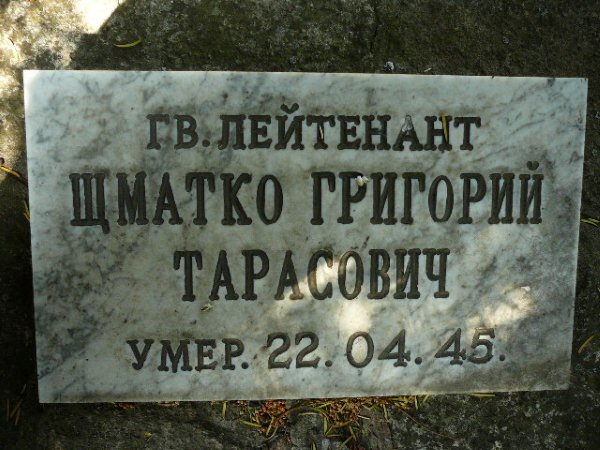 ГВ. ЛЕЙТЕНАНТ
ЩМАТКО ГРИГОРИЙ
ТАРАСОВИЧ
УМЕР. 22. 04. 45.